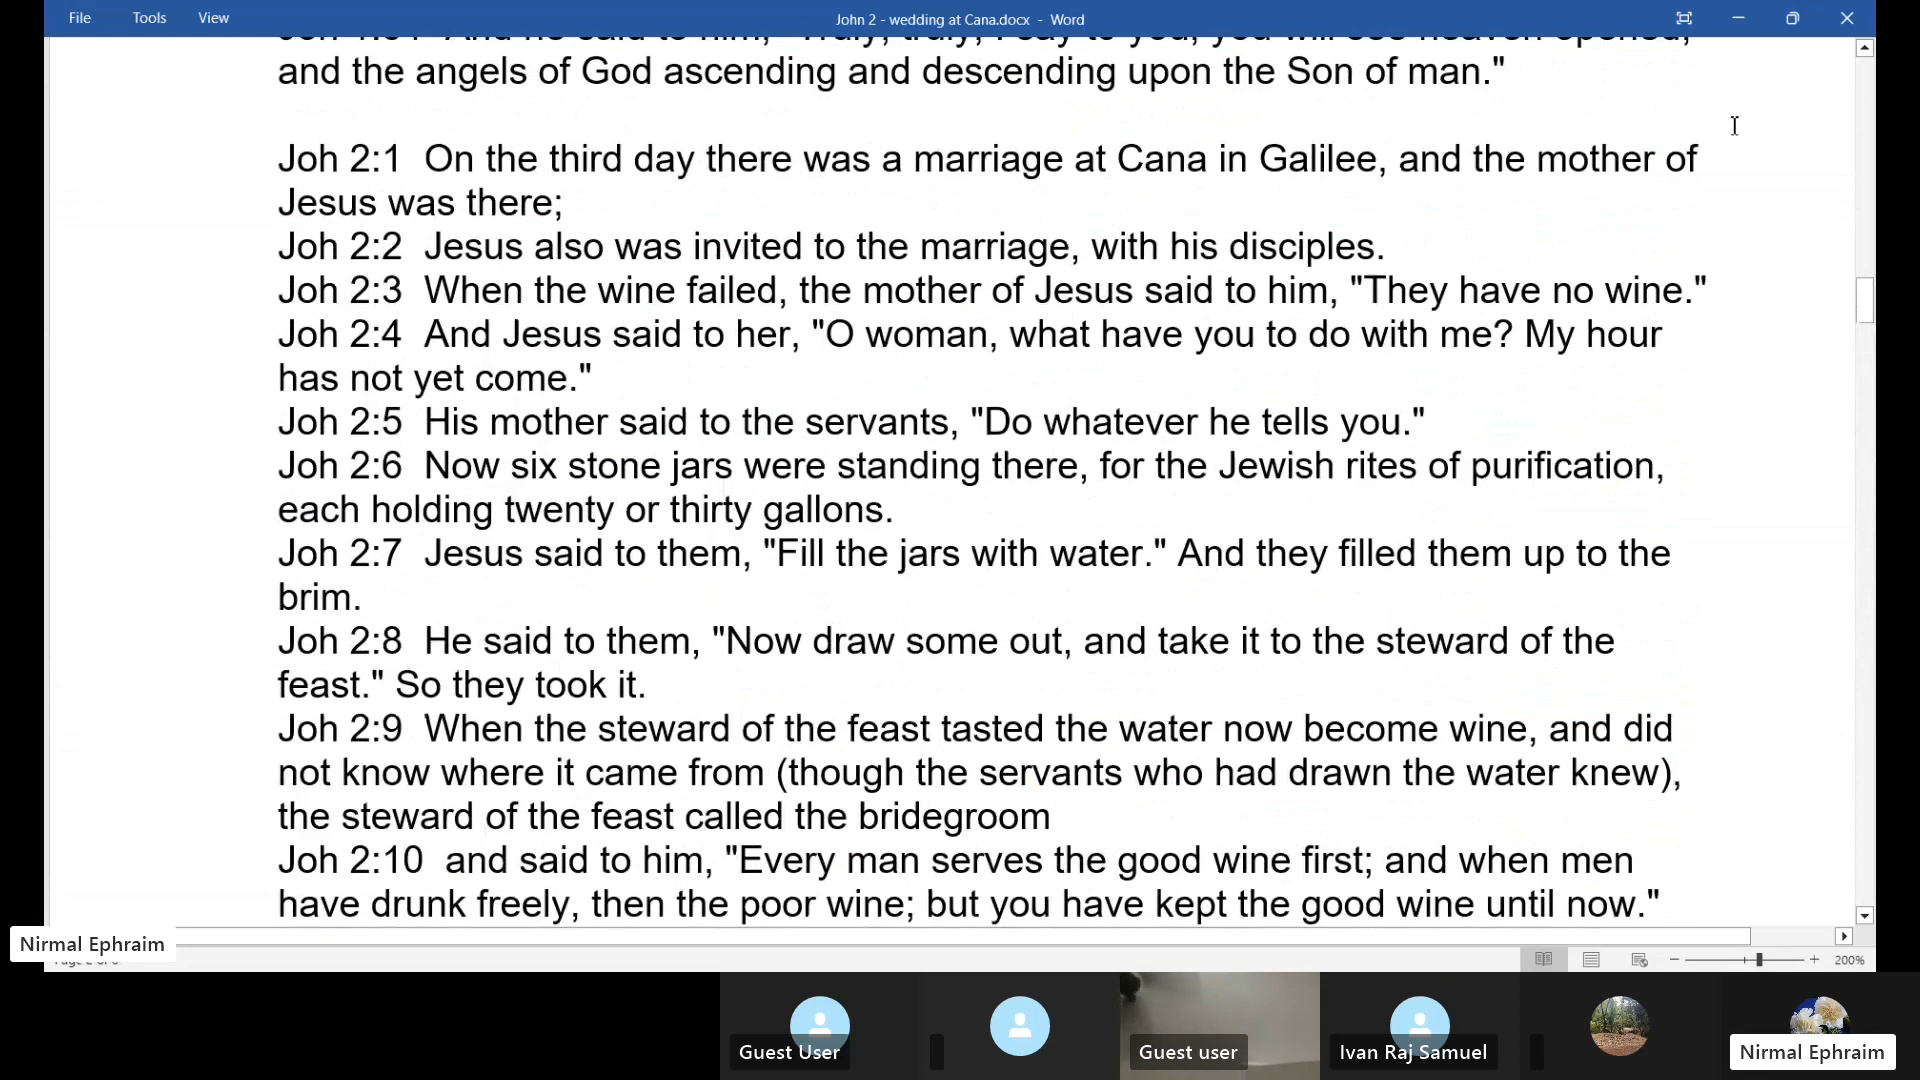 File Tools View John 2 - wedding at Cana.docx - Word
and the angels of God ascending and descending upon the Son of man."
Joh 2:1 On the third day there was a marriage at Cana in Galilee, and the mother of
Jesus was there;
Joh 2:2 Jesus also was invited to the marriage, with his disciples.
Joh 2:3 When the wine failed, the mother of Jesus said to him, "They have no wine."
Joh 2:4 And Jesus said to her, "O woman, what have you to do with me? My hour
has not yet come."
Joh 2:5 His mother said to the servants, "Do whatever he tells you."
Joh 2:6 Now six stone jars were standing there, for the Jewish rites of purification,
each holding twenty or thirty gallons.
Joh 2:7 Jesus said to them, "Fill the jars with water." And they filled them up to the
brim.
Joh 2:8 He said to them, "Now draw some out, and take it to the steward of the
feast." So they took it.
Joh 2:9 When the steward of the feast tasted the water now become wine, and did
not know where it came from (though the servants who had drawn the water knew),
the steward of the feast called the bridegroom
Joh 2:10 and said to him, "Every man serves the good wine first; and when men
have drunk freely, then the poor wine; but you have kept the good wine until now."
Nirmal Ephraim
200%
Guest User Guest user Ivan Raj Samuel Nirmal Ephraim